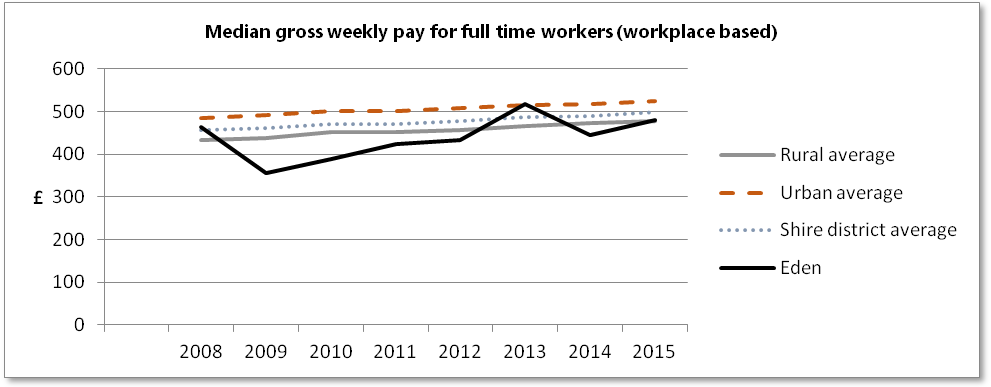 Median gross weekly pay for full time workers (workplace based)
600
500
400
300
200
100
0
£
2008 2009 2010 2011 2012 2013 2014 2015
Rural average
Urban average
Shire district average
Eden